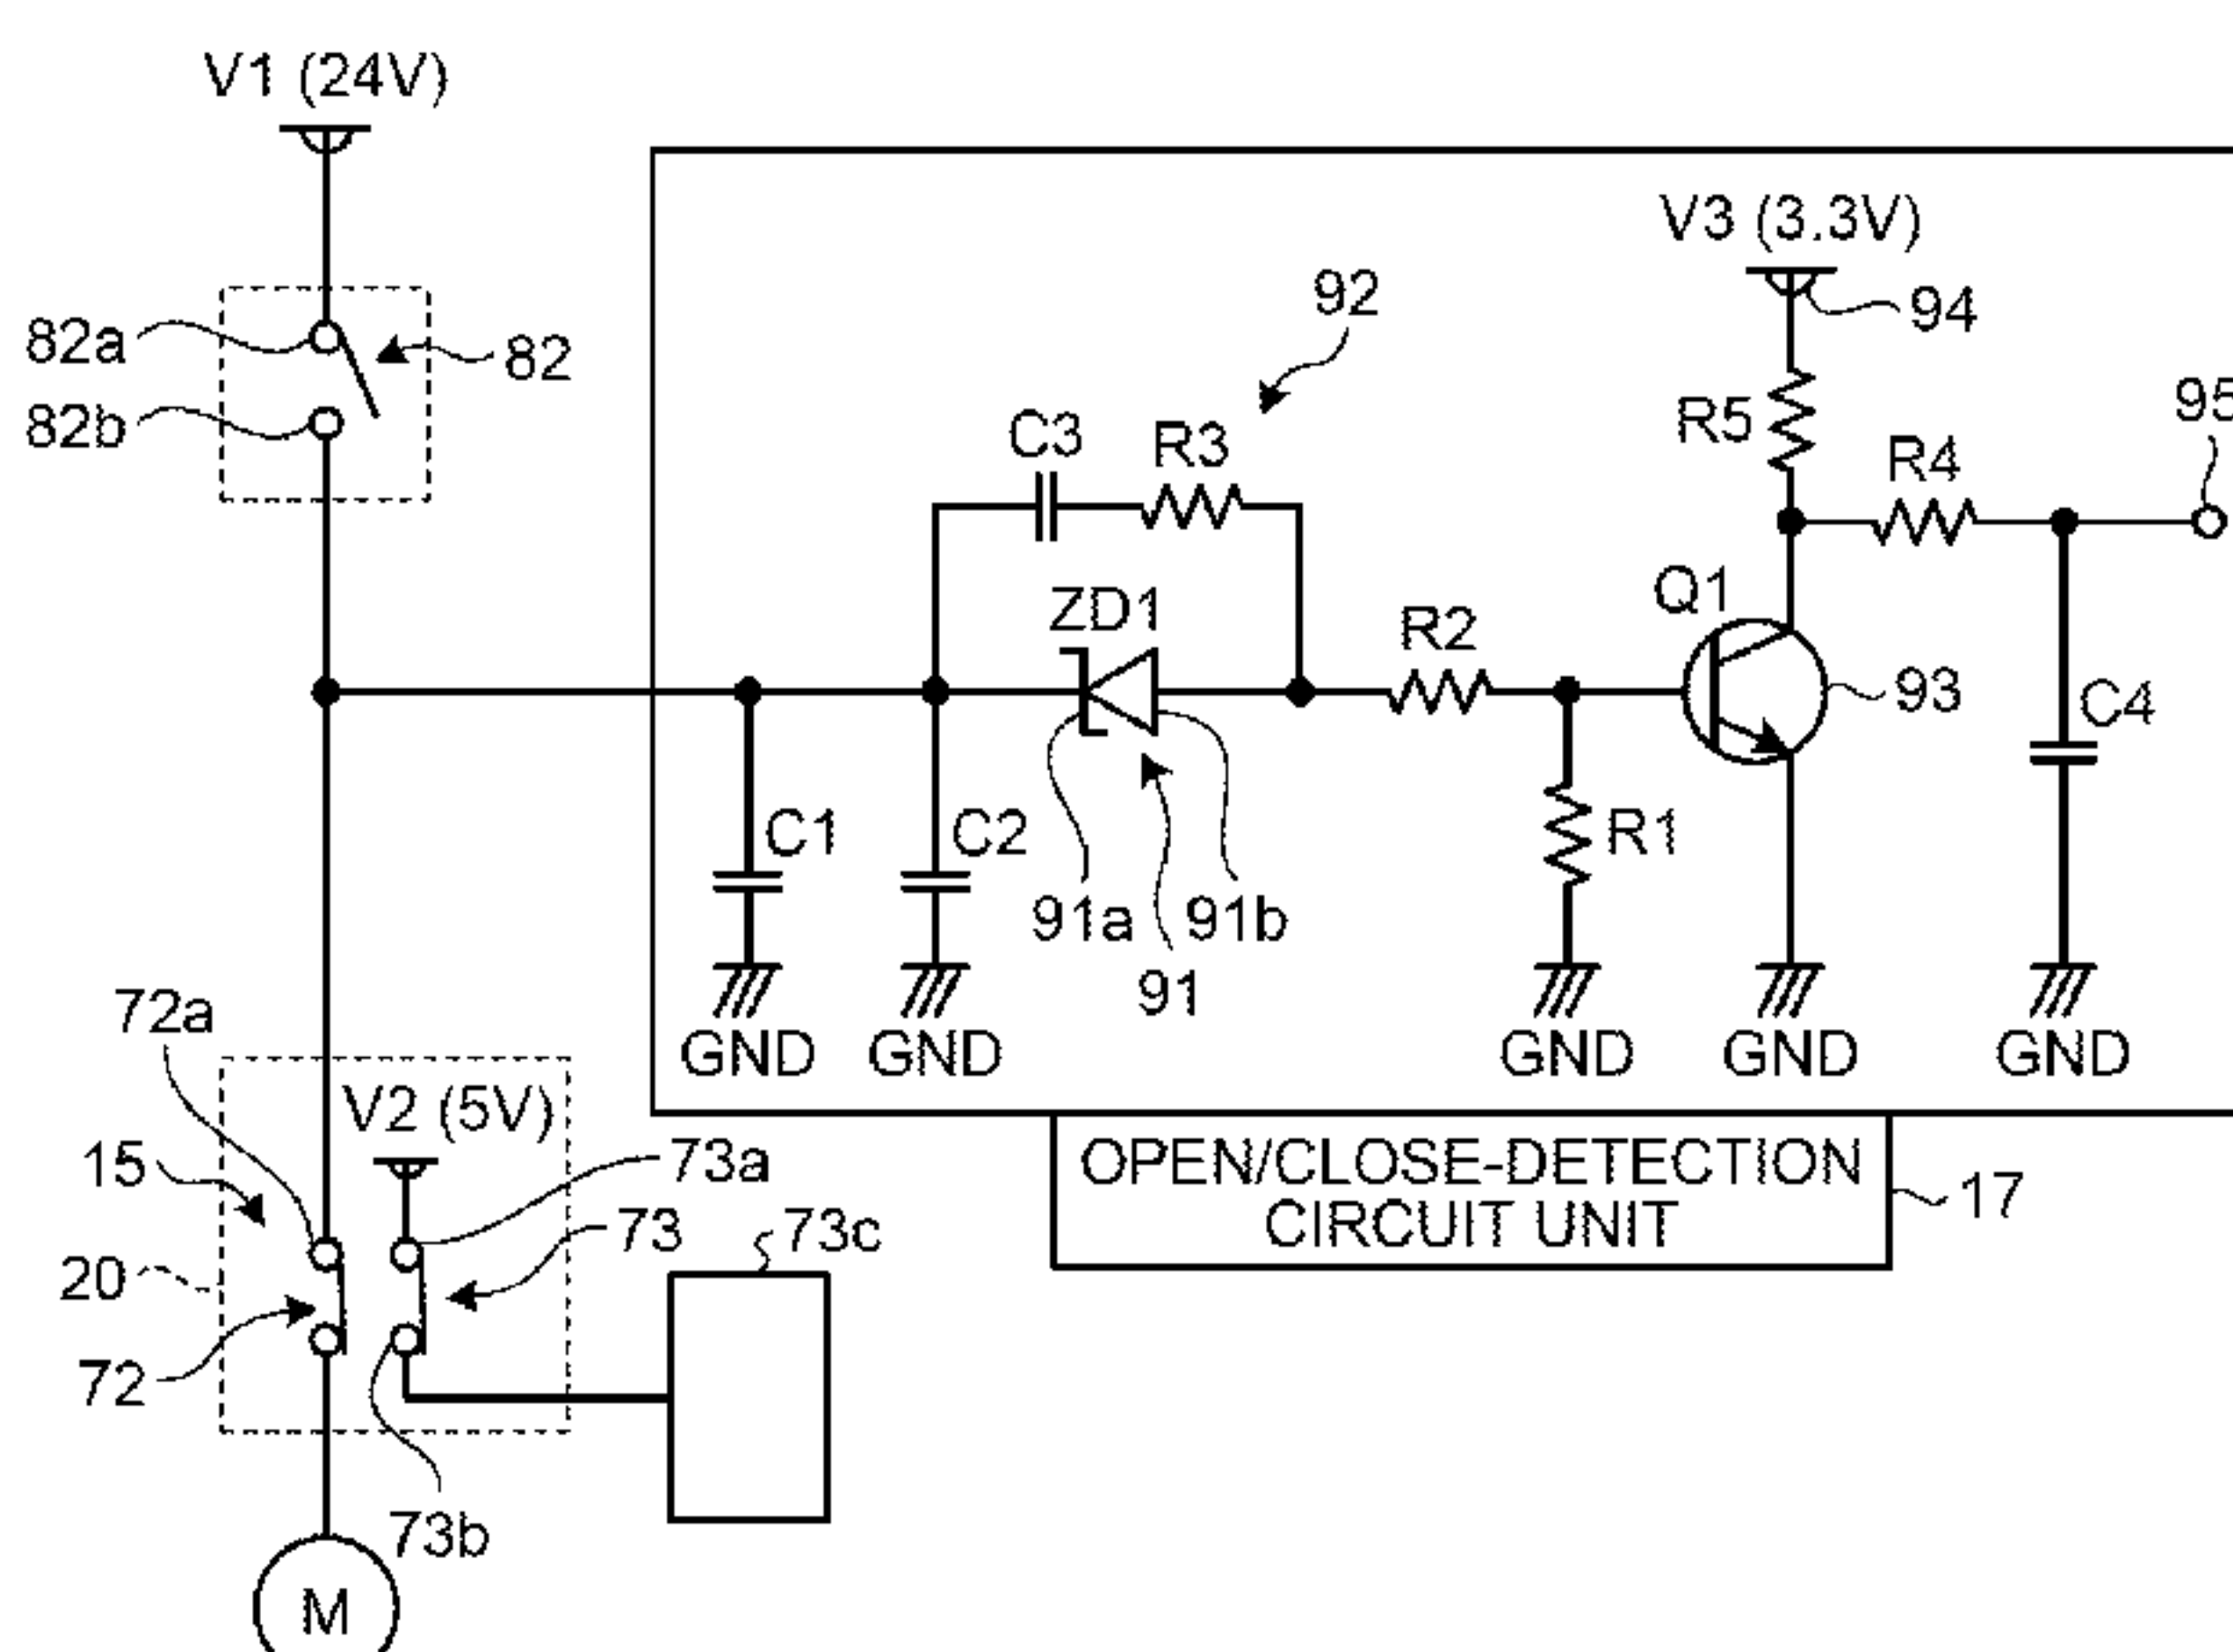 V1 (24V)
V3 (3.3V)
92
94
82a
82
95
82b
C3
R3
R5
R4
ZD1
R2
Q1
93
C4
C1
C2
R1
91a
91b
91
72a
GND
GND
GND
GND
GND
V2 (5V)
15
73a
OPEN/CLOSE-DETECTION
CIRCUIT UNIT
17
73
73c
20
72
73b
M